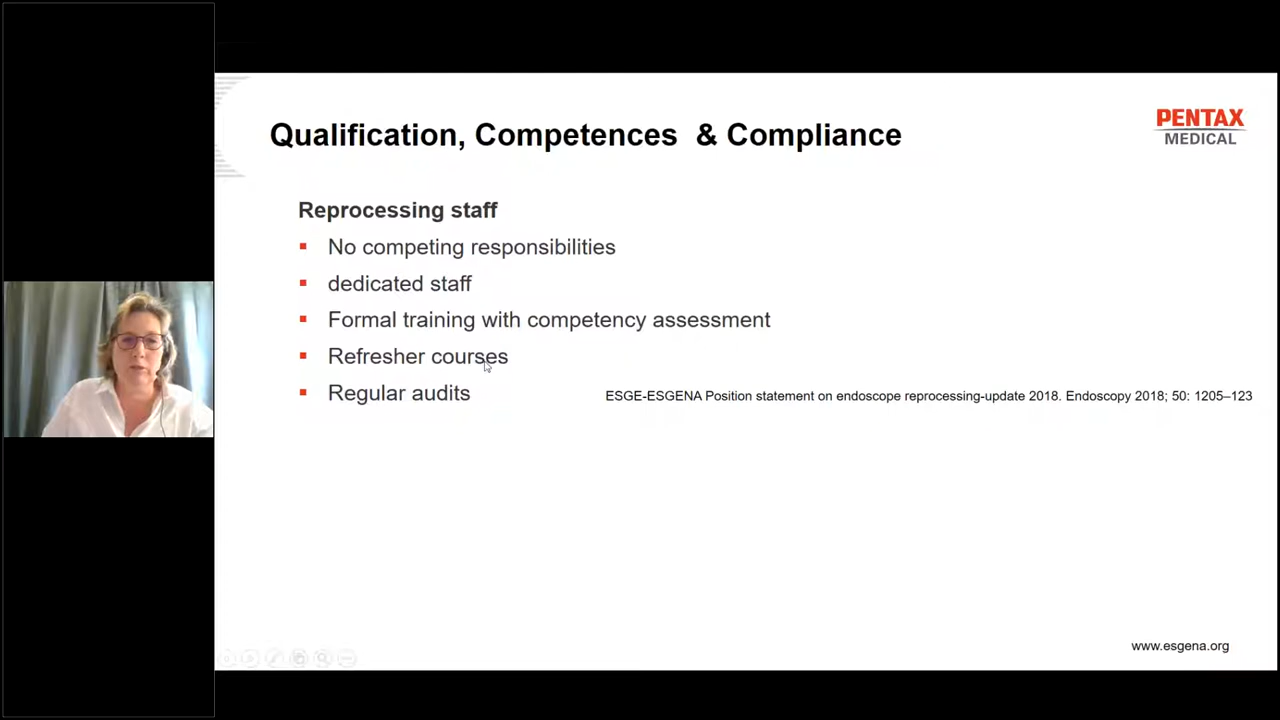 Qualification, Competences & Compliance
PENTAX
MEDICAL
Reprocessing staff
No competing responsibilities
dedicated staff
Formal training with competency assessment
Refresher courses
Regular audits
ESGE-ESGENA Position statement on endoscope reprocessing-update 2018. Endoscopy 2018; 50: 1205–123
www.esgena.org